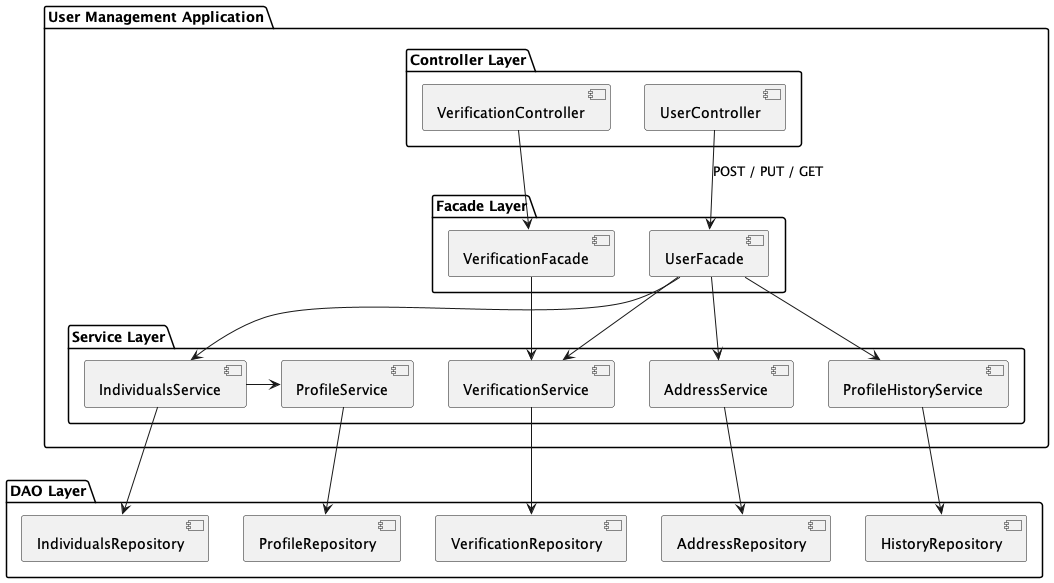 User Management Application
Controller Layer
VerificationController
UserController
POST / PUT / GET
Facade Layer
VerificationFacade
UserFacade
Service Layer
IndividualsService
ProfileService
VerificationService
AddressService
ProfileHistoryService
DAO Layer
IndividualsRepository
ProfileRepository
VerificationRepository
AddressRepository
HistoryRepository